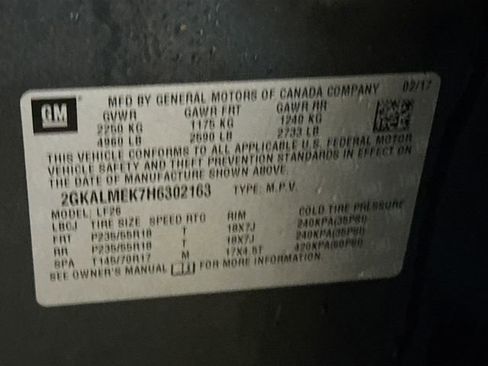 GM
MFD BY GENERAL MOTORS OF CANADA COMPANY 02/17
GVWR GAWR FRT GAWR RR
2250 KG 1175 KG 1240 KG
4960 LB 2590 LB 2733 LB
THIS VEHICLE CONFORMS TO ALL APPLICABLE U.S. FEDERAL MOTOR
VEHICLE SAFETY AND THEFT PREVENTION STANDARDS IN EFFECT ON
THE DATE OF MANUFACTURE SHOWN ABOVE.
2GKALMEK7H6302163 TYPE: M.P.V.
MODEL: LF26
LBCJ TIRE SIZE SPEED RTG RIM COLD TIRE PRESSURE
FRT P235/55R18 T 18X7J 240KPA(35PSI)
RR P235/55R18 T 18X7J 240KPA(35PSI)
SPA T145/70R17 M 17X4.5T 420KPA(60PSI)
SEE OWNER'S MANUAL FOR MORE INFORMATION.